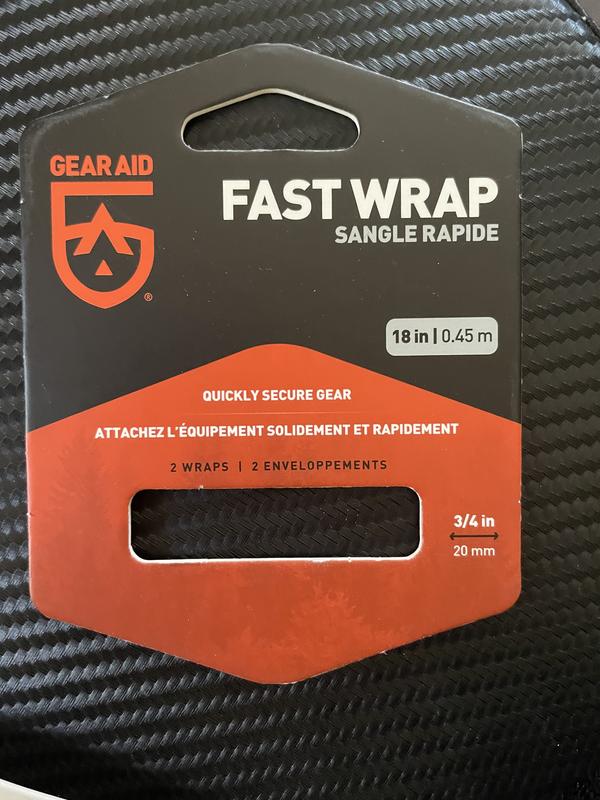 GEAR AID
®
FAST WRAP
SANGLE RAPIDE
18 in | 0.45 m
QUICKLY SECURE GEAR
ATTACHEZ L'ÉQUIPEMENT SOLIDEMENT ET RAPIDEMENT
2 WRAPS | 2 ENVELOPPEMENTS
3/4 in
20 mm